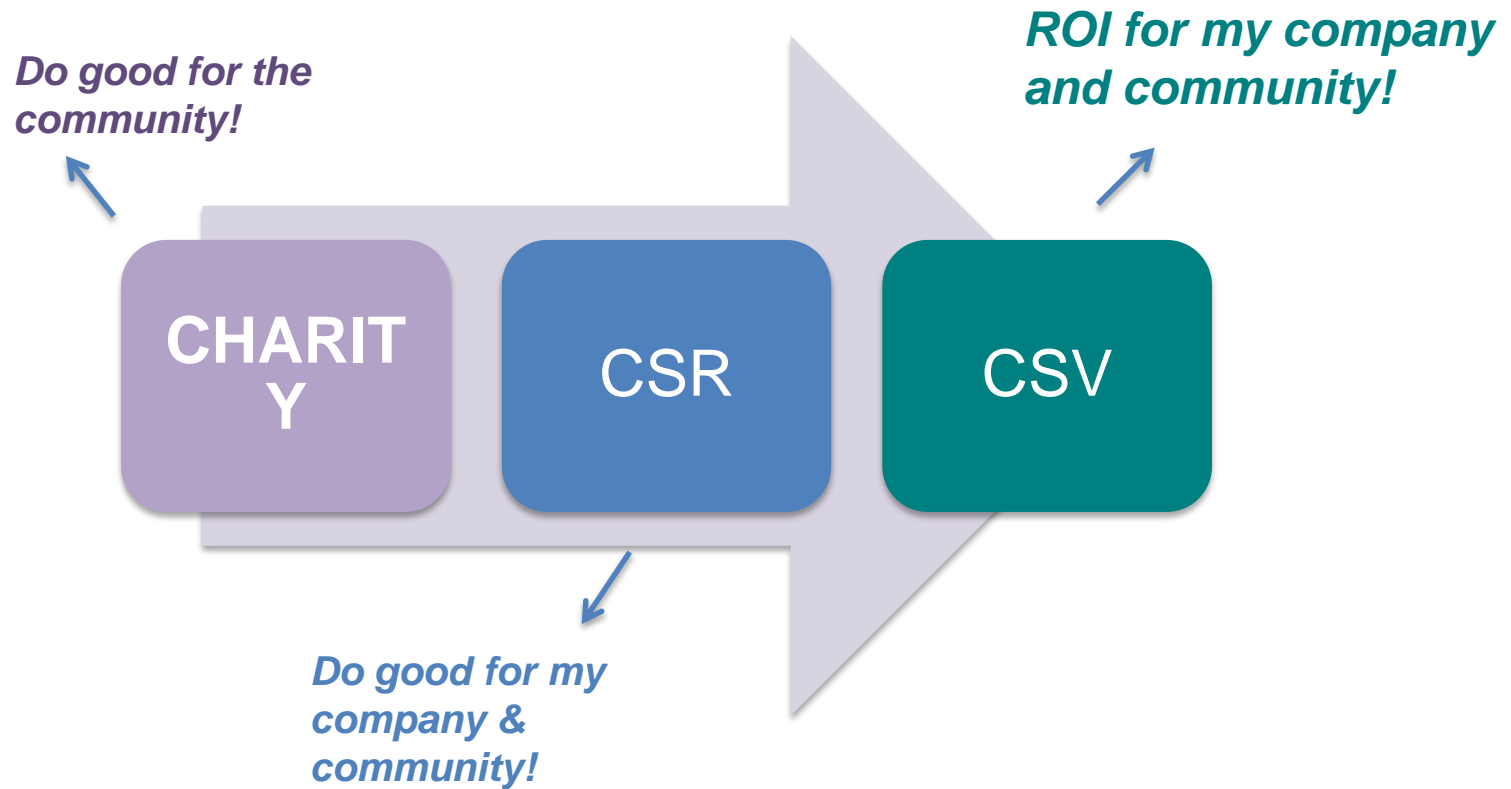 Do good for the
community!
ROI for my company
and community!
CHARIT
Y
CSR
CSV
Do good for my
company &
community!